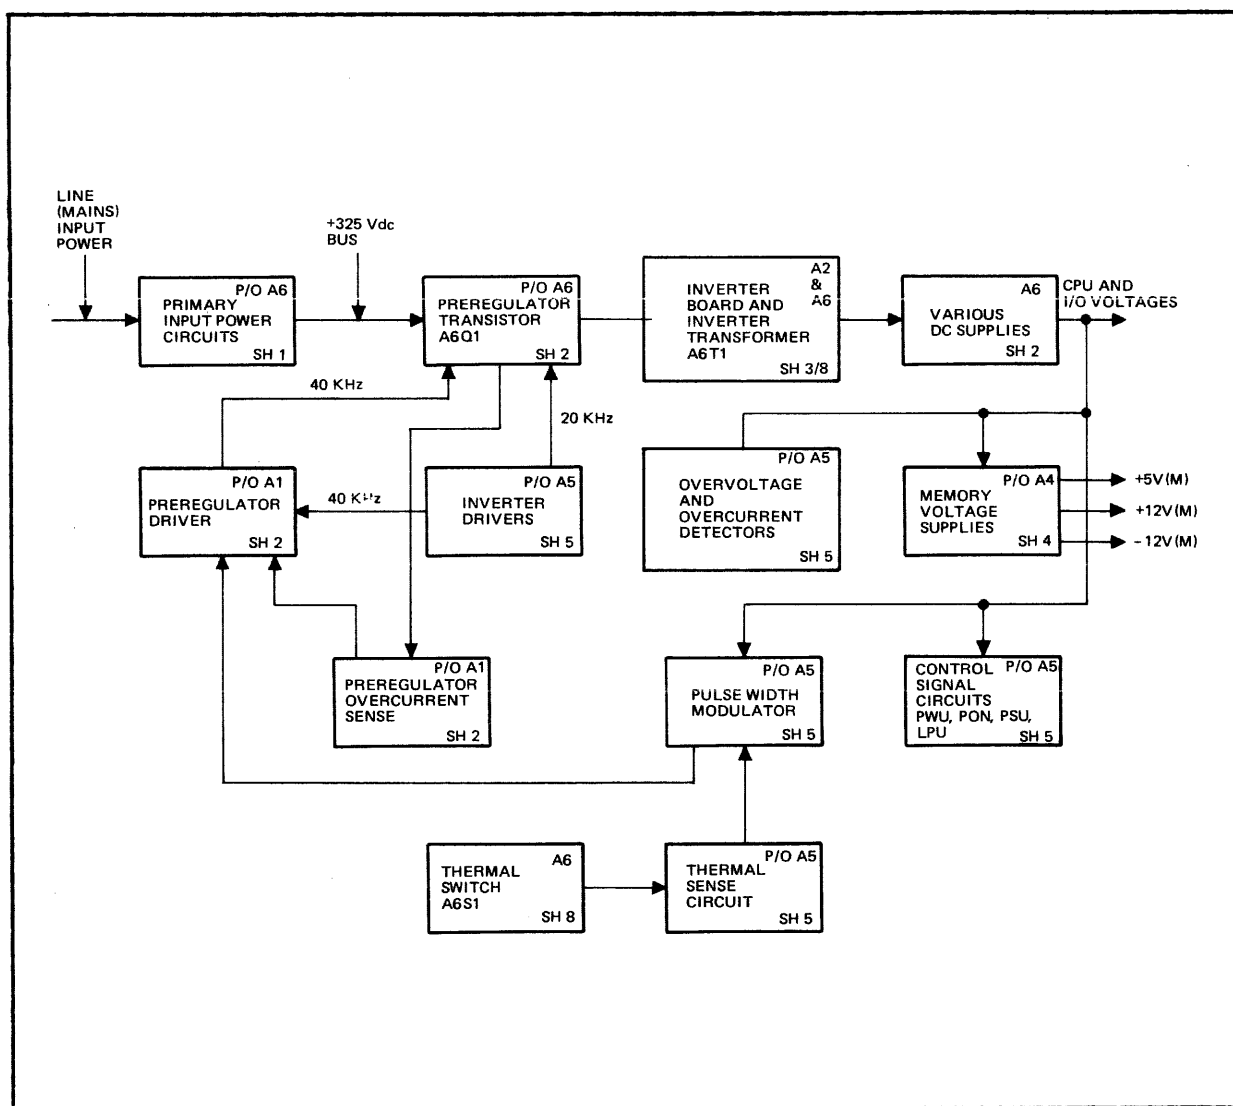 LINE
(MAINS)
INPUT
POWER
+325 Vdc
BUS
P/O A6
PRIMARY
INPUT POWER
CIRCUITS
SH 1
P/O A6
PREREGULATOR
TRANSISTOR
A6Q1
SH 2
A2
&
A6
INVERTER
BOARD AND
INVERTER
TRANSFORMER
A6T1
SH 3/8
A6
VARIOUS
DC SUPPLIES
SH 2
CPU AND
I/O VOLTAGES
40 KHz
20 KHz
P/O A1
PREREGULATOR
DRIVER
SH 2
40 KHz
P/O A5
INVERTER
DRIVERS
SH 5
P/O A5
OVERVOLTAGE
AND
OVERCURRENT
DETECTORS
SH 5
P/O A4
MEMORY
VOLTAGE
SUPPLIES
SH 4
+5V(M)
+12V(M)
-12V(M)
P/O A1
PREREGULATOR
OVERCURRENT
SENSE
SH 2
P/O A5
PULSE WIDTH
MODULATOR
SH 5
CONTROL P/O A5
SIGNAL
CIRCUITS
PWU, PON, PSU,
LPU
SH 5
A6
THERMAL
SWITCH
A6S1
SH 8
P/O A5
THERMAL
SENSE
CIRCUIT
SH 5